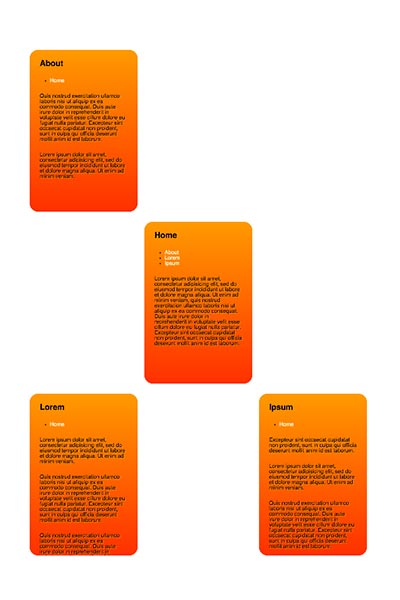 About
Home
Quis nostrud exercitation ullamco
laboris nisi ut aliquip ex ea
commodo consequat. Duis aute
irure dolor in reprehenderit in
voluptate velit esse cillum dolore eu
fugiat nulla pariatur. Excepteur sint
occaecat cupidatat non proident,
sunt in culpa qui officia deserunt
mollit anim id est laborum.
Lorem ipsum dolor sit amet,
consectetur adipisicing elit, sed do
eiusmod tempor incididunt ut labore
et dolore magna aliqua. Ut enim ad
minim veniam.
Home
About
Lorem
Ipsum
Lorem ipsum dolor sit amet,
consectetur adipisicing elit, sed do
eiusmod tempor incididunt ut labore
et dolore magna aliqua. Ut enim ad
minim veniam, quis nostrud
exercitation ullamco laboris nisi ut
aliquip ex ea commodo consequat.
Duis aute irure dolor in
reprehenderit in voluptate velit esse
cillum dolore eu fugiat nulla pariatur.
Excepteur sint occaecat cupidatat
non proident, sunt in culpa qui officia
deserunt mollit anim id est laborum.
Lorem
Home
Lorem ipsum dolor sit amet,
consectetur adipisicing elit, sed do
eiusmod tempor incididunt ut labore
et dolore magna aliqua. Ut enim ad
minim veniam.
Quis nostrud exercitation ullamco
laboris nisi ut aliquip ex ea
commodo consequat. Duis aute
irure dolor in reprehenderit in
voluptate velit esse cillum dolore eu
fugiat nulla pariatur. Excepteur sint
occaecat cupidatat non proident,
sunt in culpa qui officia deserunt
mollit anim id est laborum.
Quis nostrud exercitation ullamco
laboris nisi ut aliquip ex ea
commodo consequat. Duis aute
irure dolor in reprehenderit in
Ipsum
Home
Excepteur sint occaecat cupidatat
non proident, sunt in culpa qui officia
deserunt mollit anim id est laborum.
Lorem ipsum dolor sit amet,
consectetur adipisicing elit, sed do
eiusmod tempor incididunt ut labore
et dolore magna aliqua. Ut enim ad
minim veniam.
Quis nostrud exercitation ullamco
laboris nisi ut aliquip ex ea
commodo consequat. Duis aute
irure dolor in reprehenderit in
voluptate velit esse cillum dolore eu
fugiat nulla pariatur. Excepteur sint
occaecat cupidatat non proident,
sunt in culpa qui officia deserunt
mollit anim id est laborum.